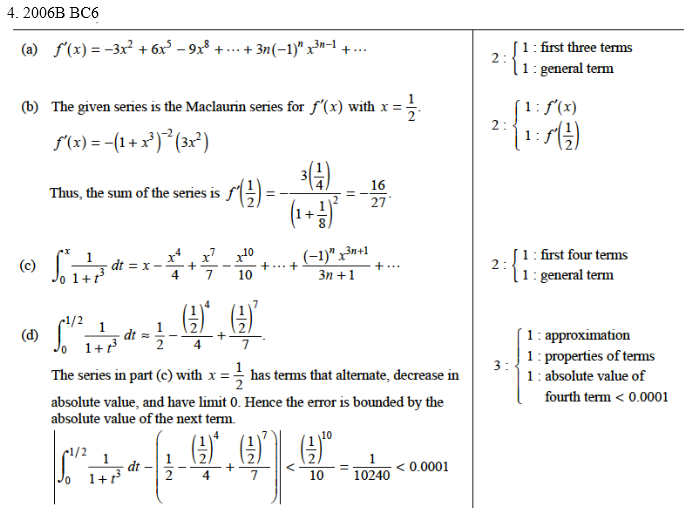 4. 2006B BC6
(a) f′(x) = −3x² + 6x⁵ − 9x⁸ + ⋯ + 3n(−1)ⁿ x³ⁿ⁻¹ + ⋯
2 : { 1 : first three terms
1 : general term
(b) The given series is the Maclaurin series for f′(x) with x = 1/2.
f′(x) = −(1 + x³)⁻²(3x²)
Thus, the sum of the series is f′(1/2) = − 3(1/4) / (1 + 1/8)² = − 16/27.
2 : { 1 : f′(x)
1 : f′(1/2)
(c) ∫₀ˣ 1/(1 + t³) dt = x − x⁴/4 + x⁷/7 − x¹⁰/10 + ⋯ + (−1)ⁿ x³ⁿ⁺¹/(3n + 1) + ⋯
2 : { 1 : first four terms
1 : general term
(d) ∫₀^(1/2) 1/(1 + t³) dt ≈ 1/2 − (1/2)⁴/4 + (1/2)⁷/7.
The series in part (c) with x = 1/2 has terms that alternate, decrease in
absolute value, and have limit 0. Hence the error is bounded by the
absolute value of the next term.
|∫₀^(1/2) 1/(1 + t³) dt − (1/2 − (1/2)⁴/4 + (1/2)⁷/7)| < (1/2)¹⁰/10 = 1/10240 < 0.0001
3 : { 1 : approximation
1 : properties of terms
1 : absolute value of
fourth term < 0.0001